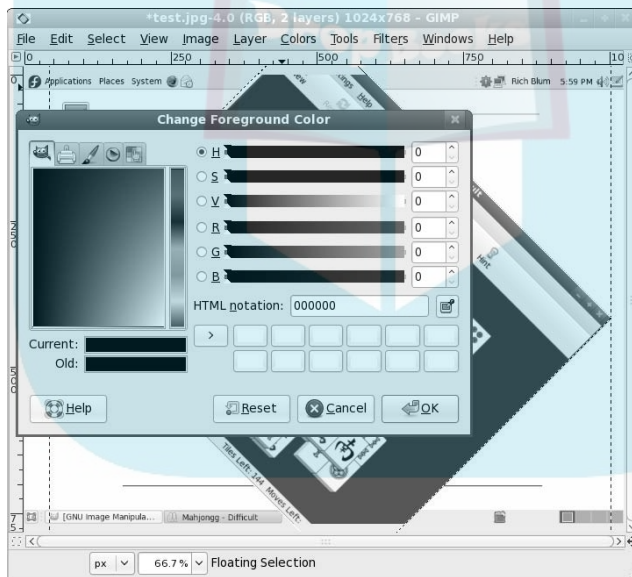 *test.jpg-4.0 (RGB, 2 layers) 1024x768 – GIMP
File Edit Select View Image Layer Colors Tools Filters Windows Help
0 250 500 750 10
Applications Places System Rich Blum 5:59 PM
Help
Change Foreground Color
H 0
S 0
V 0
R 0
G 0
B 0
HTML notation: 000000
>
Current:
Old:
Help Reset Cancel OK
Hint
Tiles Left: 144 Moves Left:
[GNU Image Manipula... Mahjongg - Difficult
px 66.7% Floating Selection